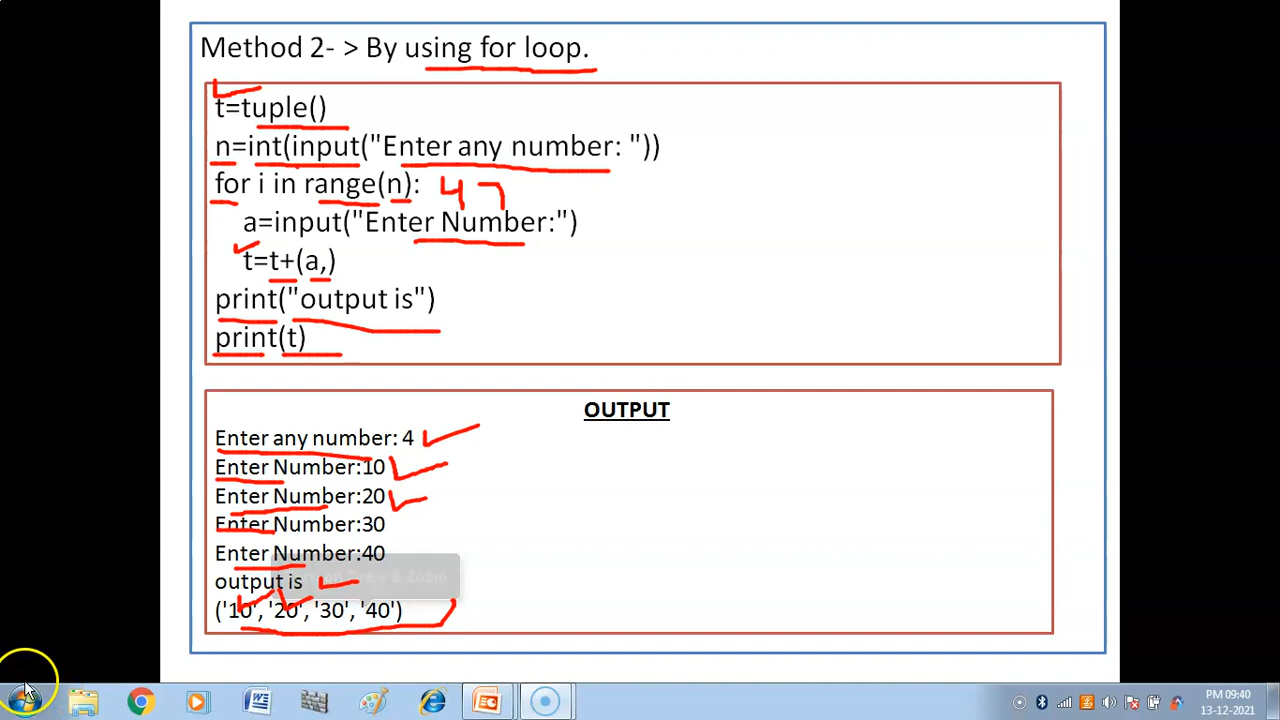 Method 2- > By using for loop.
t=tuple()
n=int(input("Enter any number: "))
for i in range(n):
47
a=input("Enter Number:")
t=t+(a,)
print("output is")
print(t)
OUTPUT
Enter any number: 4
Enter Number:10
Enter Number:20
Enter Number:30
Enter Number:40
output is
('10', '20', '30', '40')
PM 09:40
13-12-2021